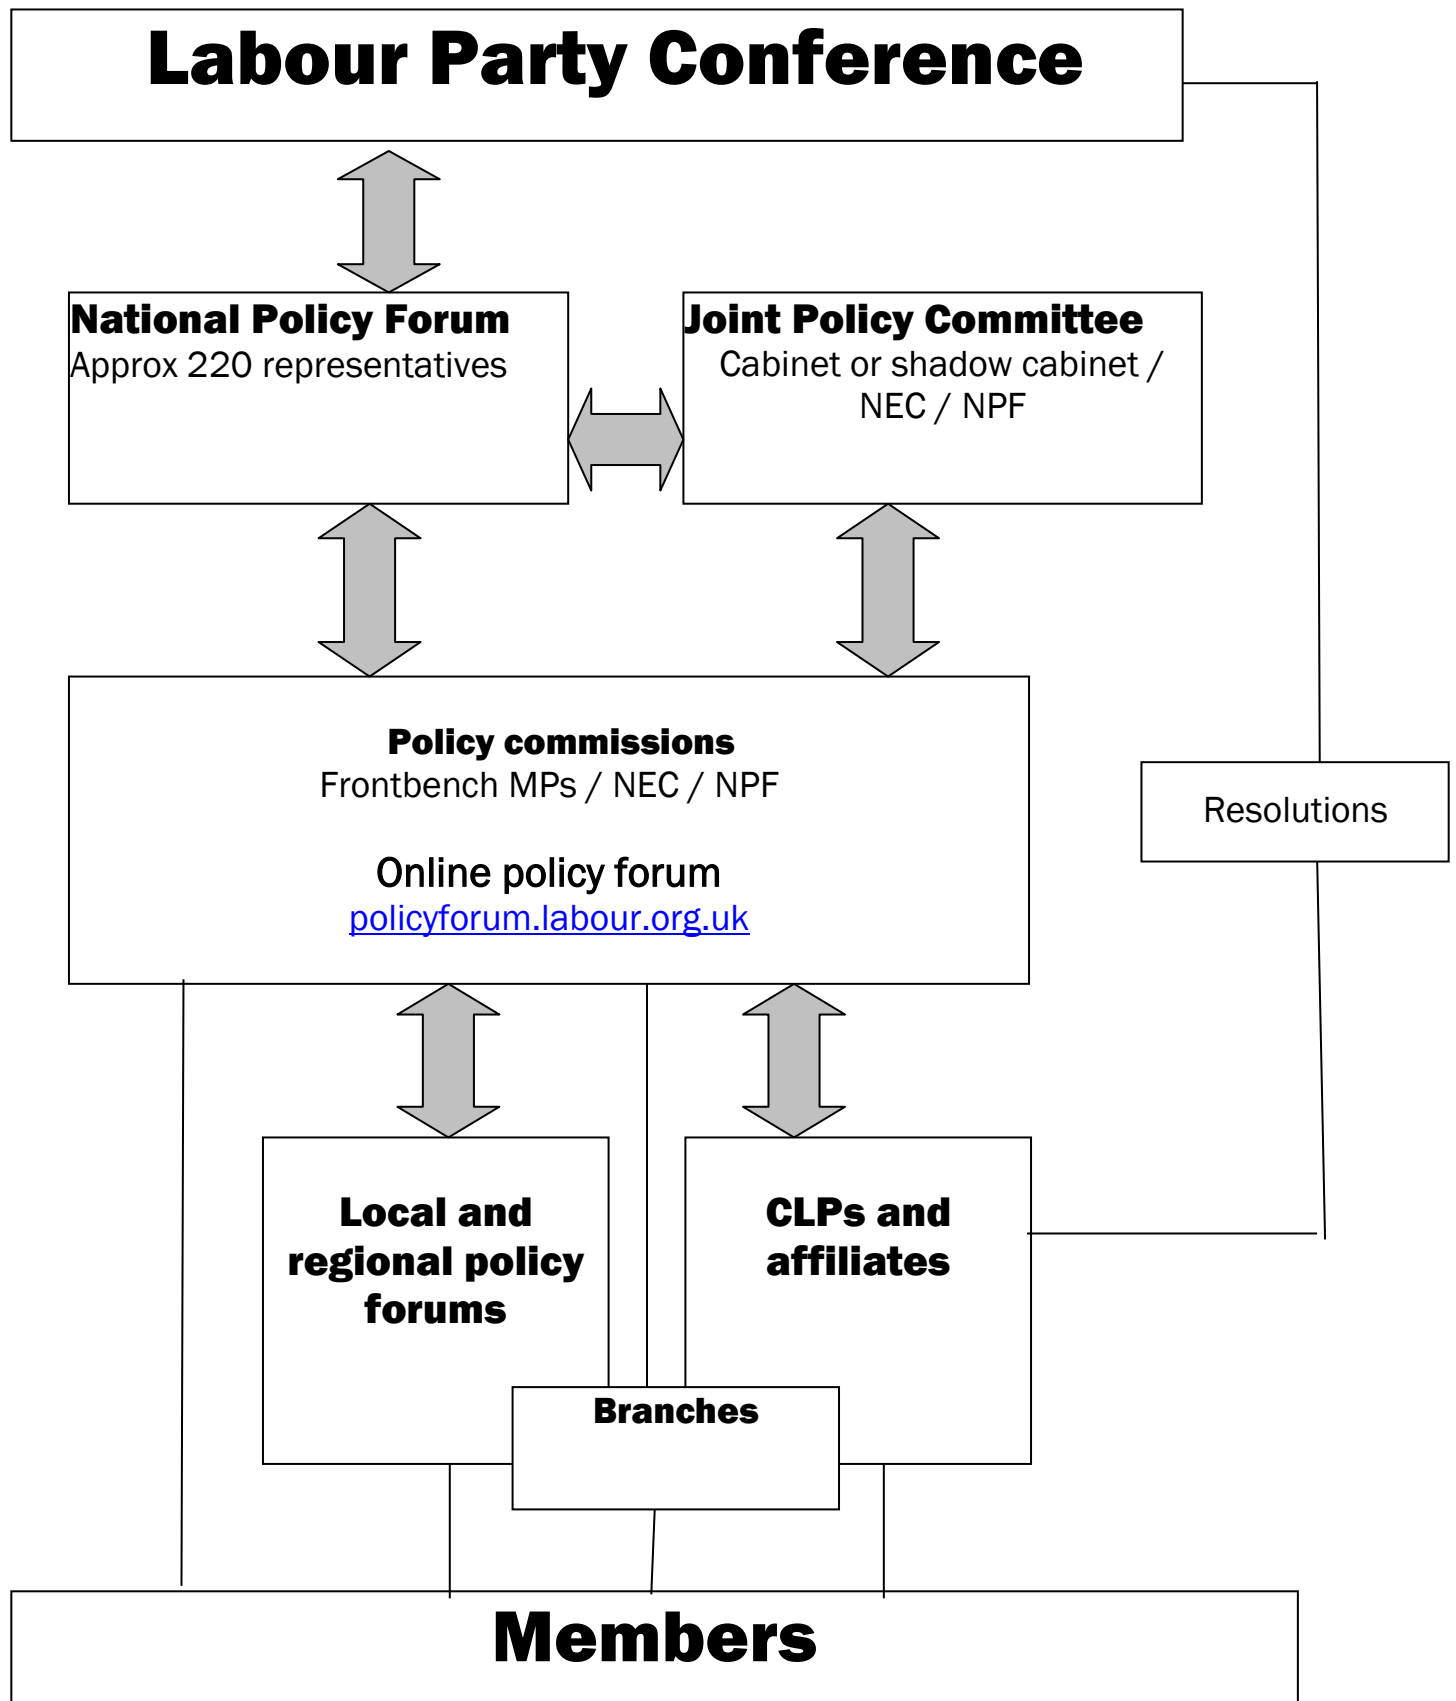 Labour Party Conference
National Policy Forum
Approx 220 representatives
Joint Policy Committee
Cabinet or shadow cabinet /
NEC / NPF
Policy commissions
Frontbench MPs / NEC / NPF
Online policy forum
policyforum.labour.org.uk
Resolutions
Local and
regional policy
forums
CLPs and
affiliates
Branches
Members